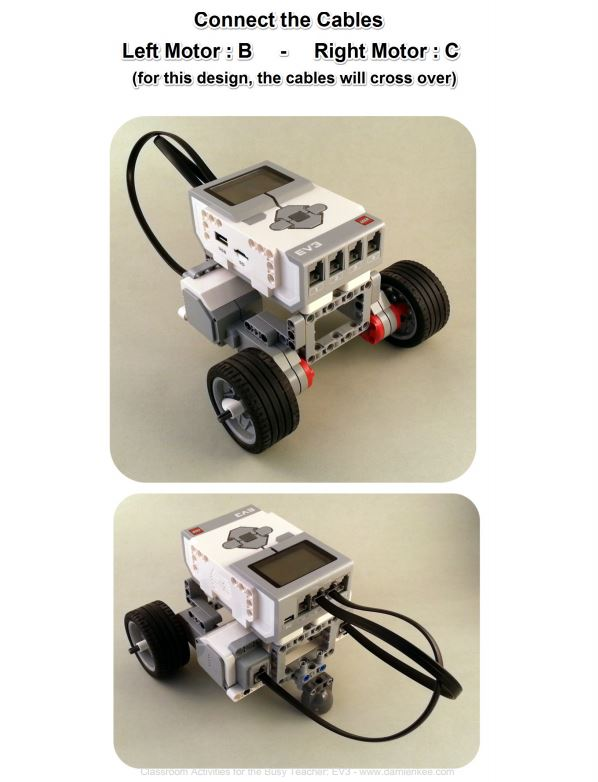 Connect the Cables
Left Motor : B - Right Motor : C
(for this design, the cables will cross over)
EV3
EV3
Classroom Activities for the Busy Teacher: EV3 - www.damienkee.com